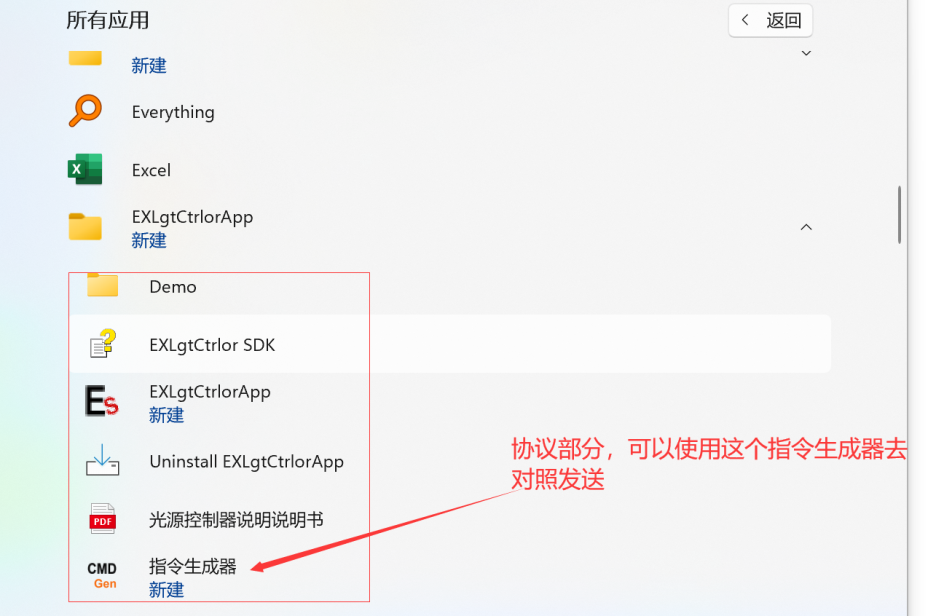 所有应用
返回
新建
Everything
X
Excel
EXLgtCtrlorApp
新建
Demo
?
EXLgtCtrlor SDK
Es
EXLgtCtrlorApp
新建
Uninstall EXLgtCtrlorApp
协议部分，可以使用这个指令生成器去
对照发送
PDF
光源控制器说明说明书
CMD
Gen
指令生成器
新建